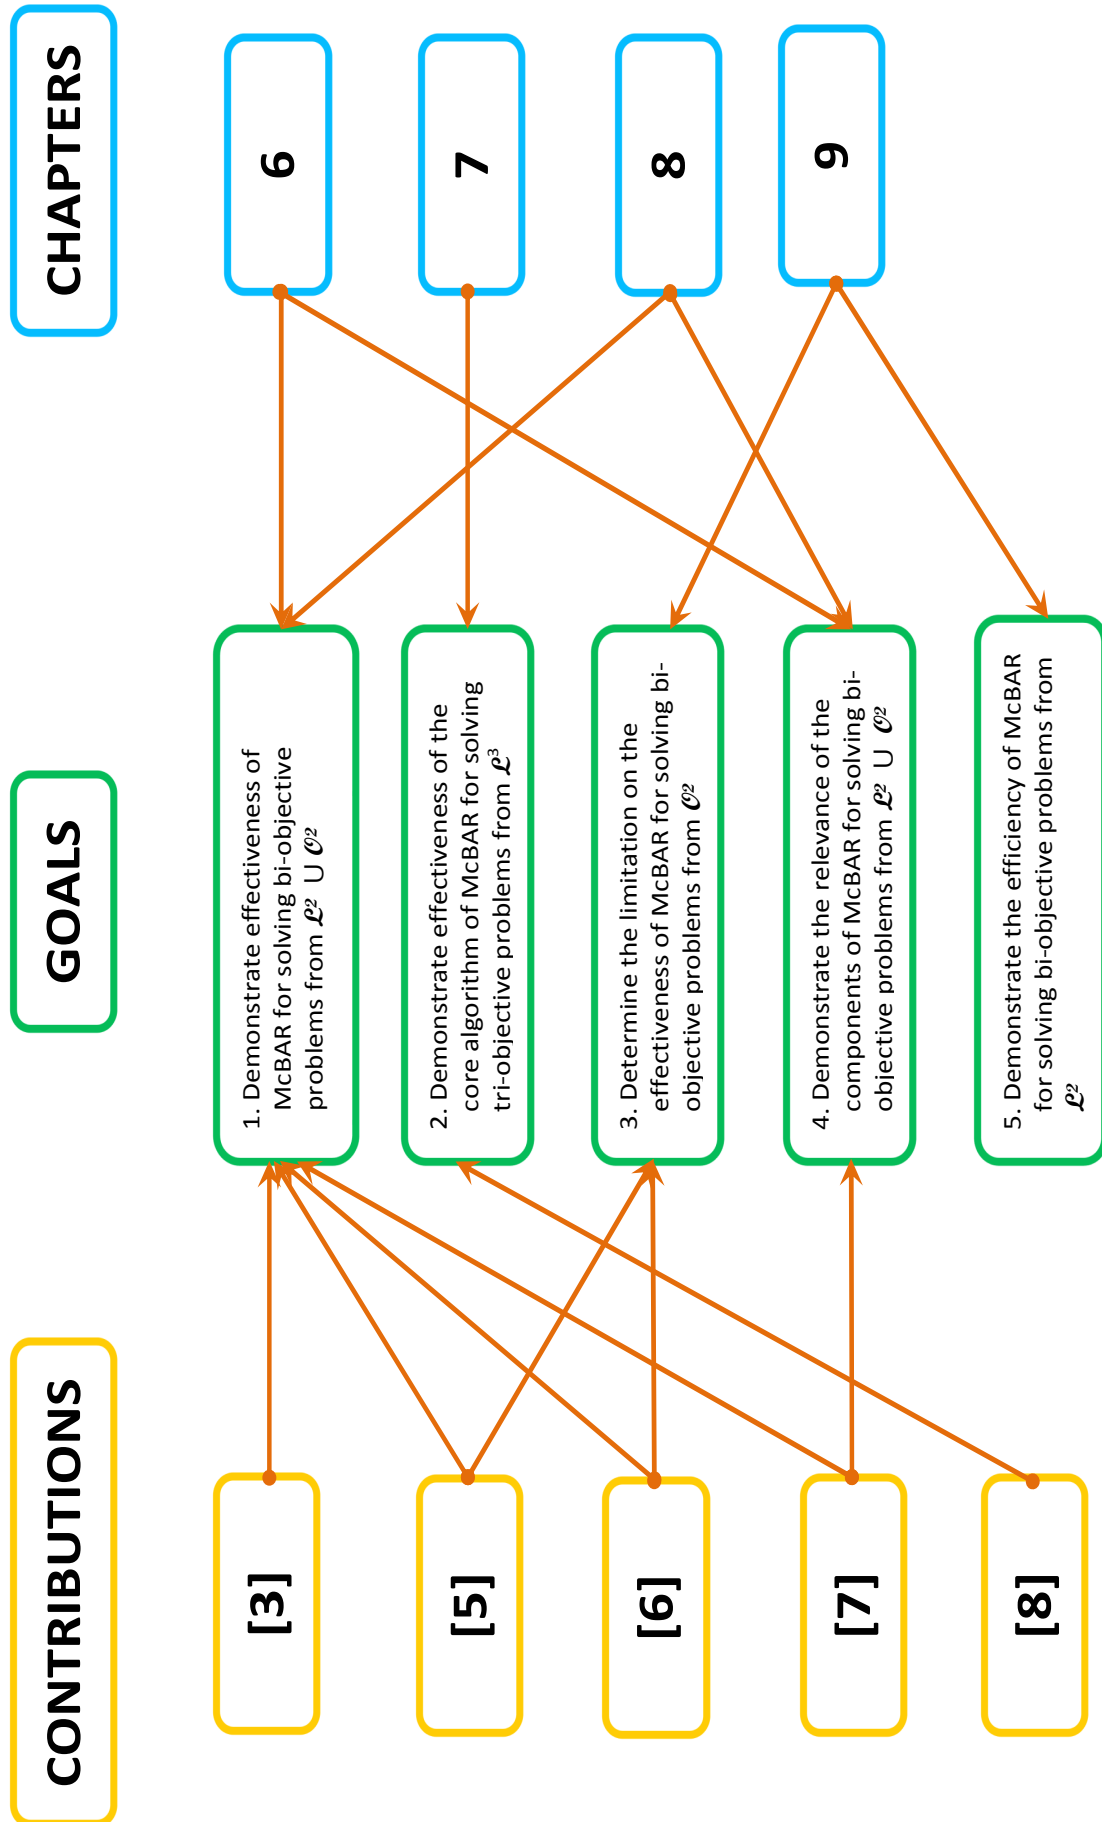 CONTRIBUTIONS
GOALS
CHAPTERS
[3]
[5]
[6]
[7]
[8]
1. Demonstrate effectiveness of
McBAR for solving bi-objective
problems from ℒ² ∪ 𝒪²
2. Demonstrate effectiveness of the
core algorithm of McBAR for solving
tri-objective problems from ℒ³
3. Determine the limitation on the
effectiveness of McBAR for solving bi-
objective problems from 𝒪²
4. Demonstrate the relevance of the
components of McBAR for solving bi-
objective problems from ℒ² ∪ 𝒪²
5. Demonstrate the efficiency of McBAR
for solving bi-objective problems from
ℒ²
6
7
8
9